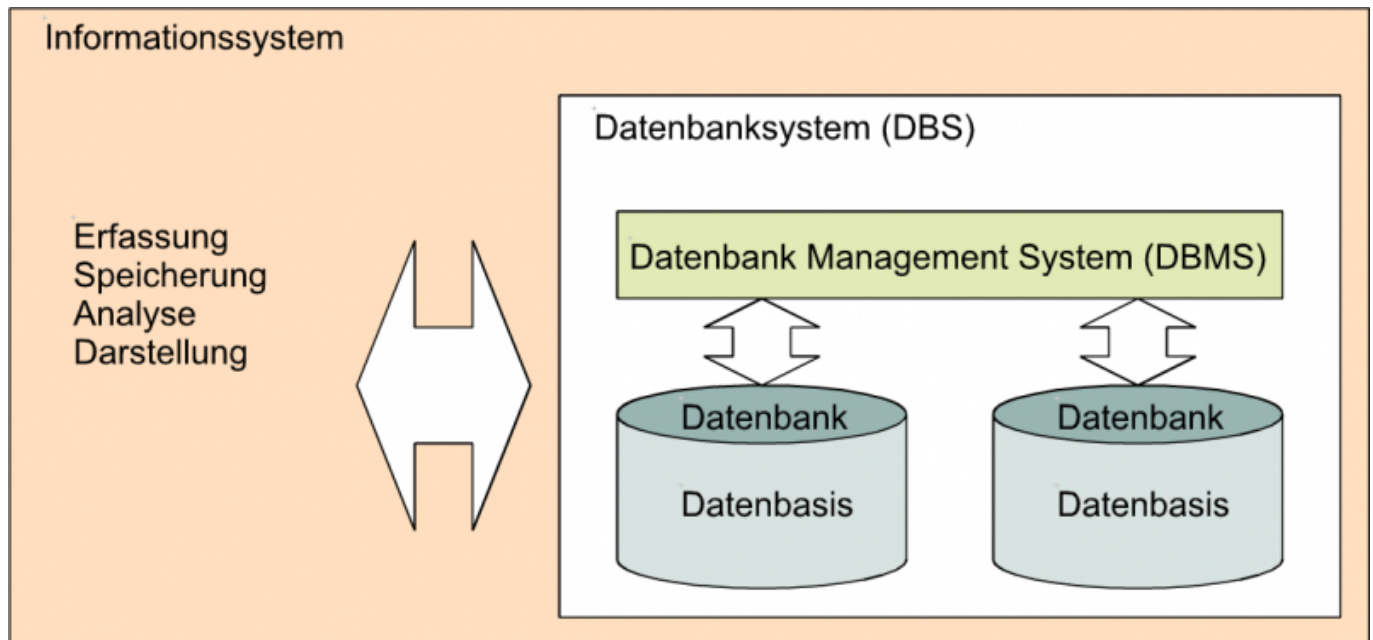 Informationssystem
Datenbanksystem (DBS)
Erfassung
Speicherung
Analyse
Darstellung
Datenbank Management System (DBMS)
Datenbank
Datenbasis
Datenbank
Datenbasis